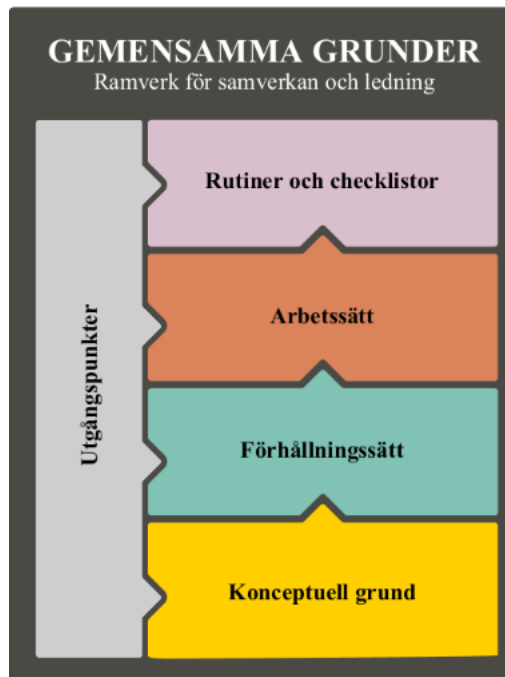 GEMENSAMMA GRUNDER
Ramverk för samverkan och ledning
Utgångspunkter
Rutiner och checklistor
Arbetssätt
Förhållningssätt
Konceptuell grund